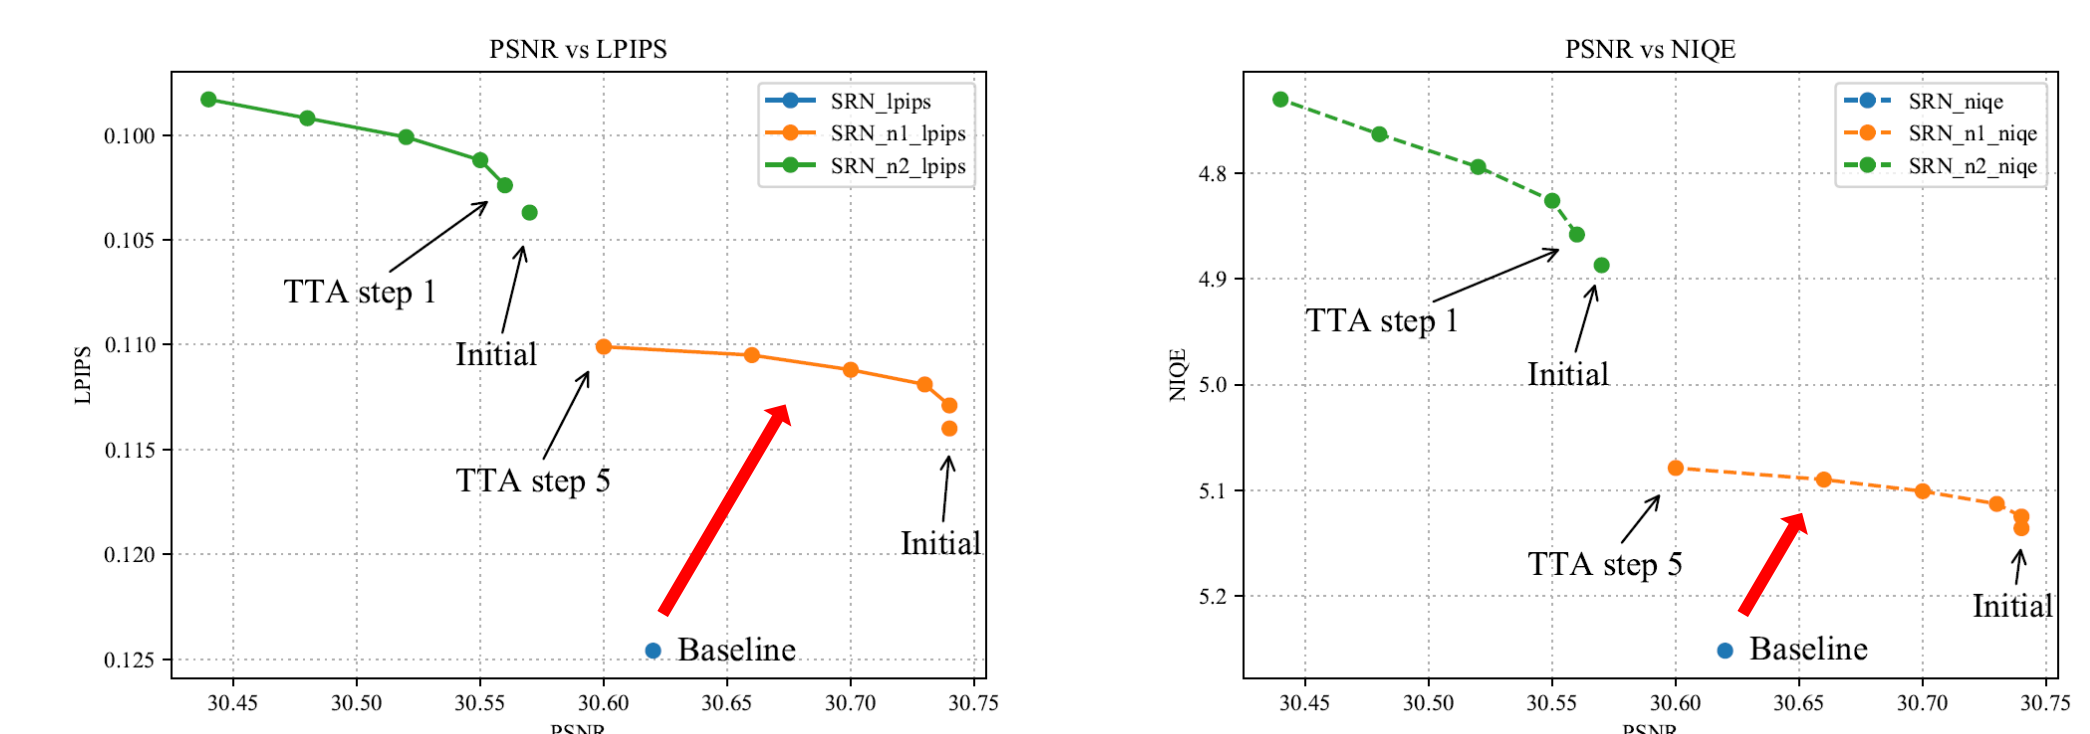 PSNR vs LPIPS
SRN_lpips
SRN_n1_lpips
SRN_n2_lpips
0.100
0.105
0.110
0.115
0.120
0.125
LPIPS
TTA step 1
Initial
TTA step 5
Initial
Baseline
30.45 30.50 30.55 30.60 30.65 30.70 30.75
PSNR
PSNR vs NIQE
SRN_niqe
SRN_n1_niqe
SRN_n2_niqe
4.8
4.9
5.0
5.1
5.2
NIQE
TTA step 1
Initial
TTA step 5
Initial
Baseline
30.45 30.50 30.55 30.60 30.65 30.70 30.75
PSNR